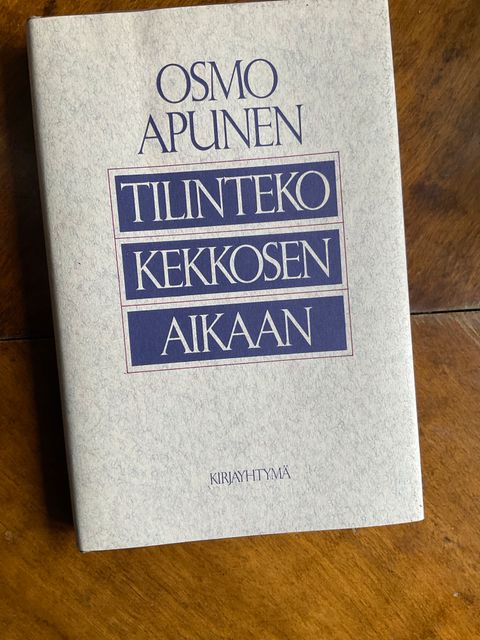 OSMO
APUNEN
TILINTEKO
KEKKOSEN
AIKAAN
KIRJAYHTYMÄ